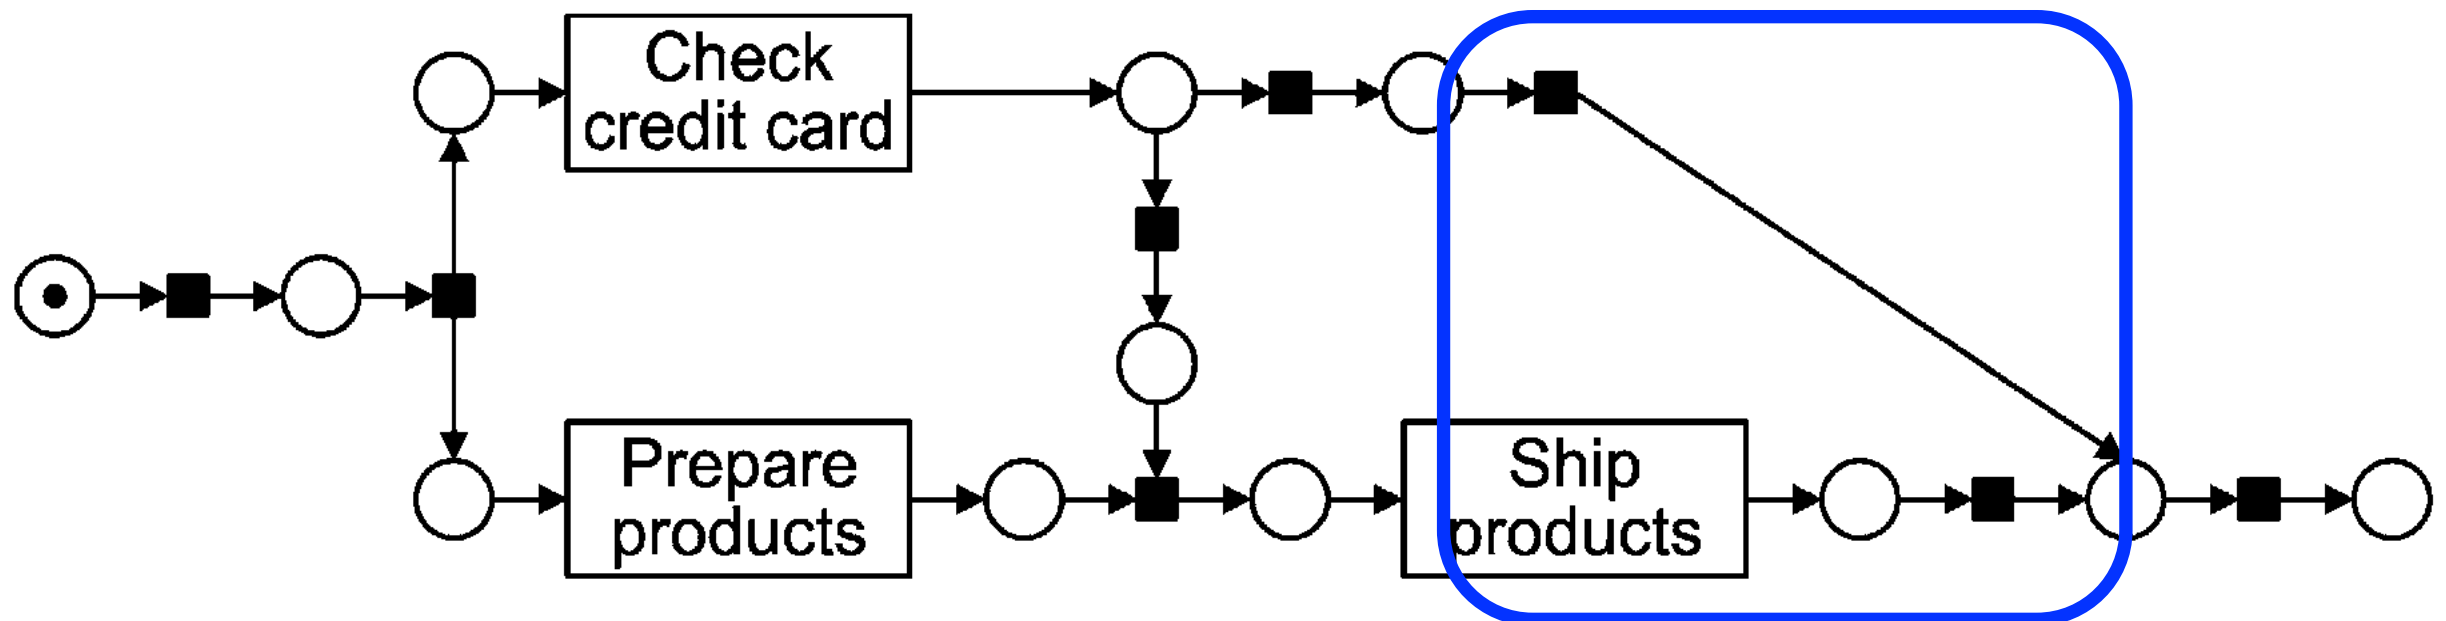 Check
credit card
Prepare
products
Ship
products